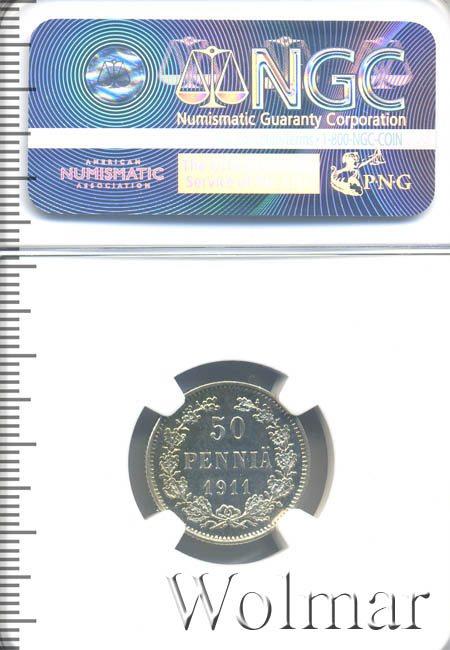 NGC
Numismatic Guaranty Corporation
1-800-NGC-COIN
AMERICAN
NUMISMATIC
ASSOCIATION
PNG
50
PENNIÄ
1911
Wolmar